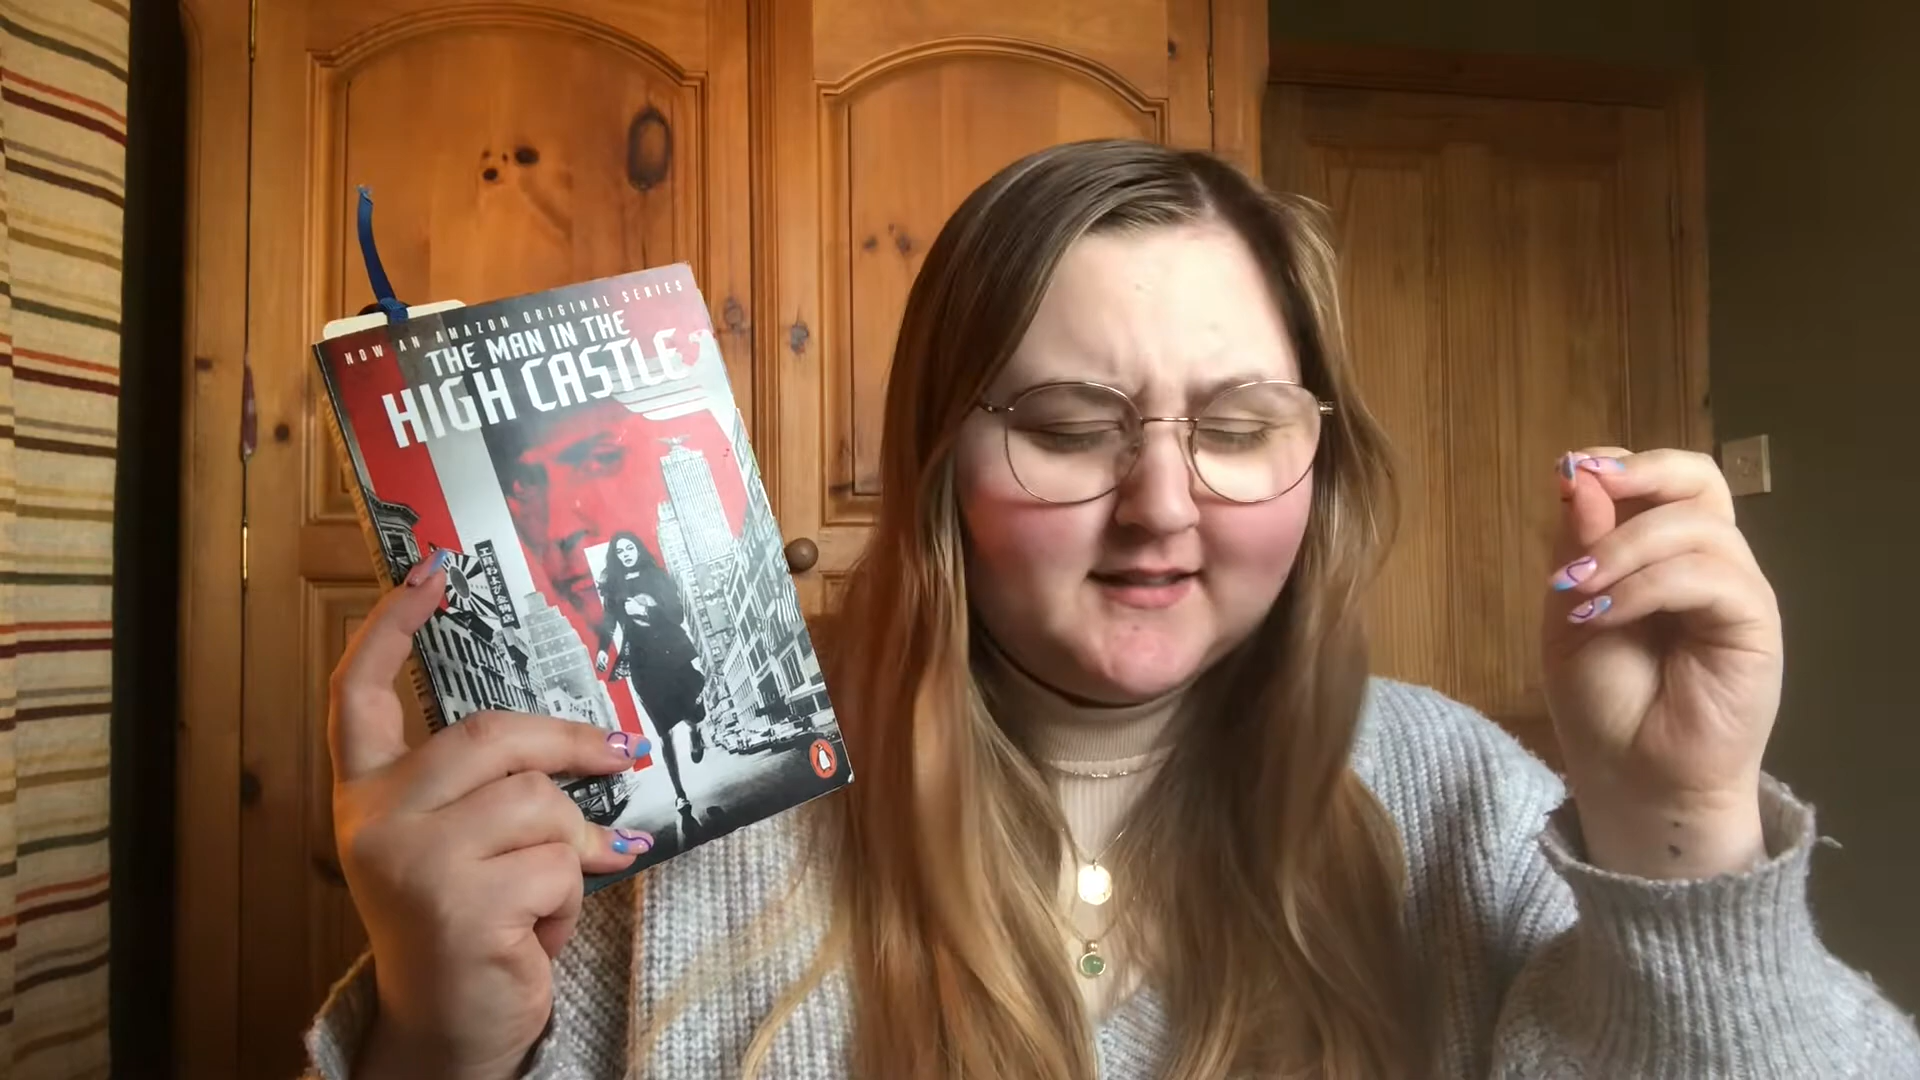 NOW AN AMAZON ORIGINAL SERIES
THE MAN IN THE
HIGH CASTLE